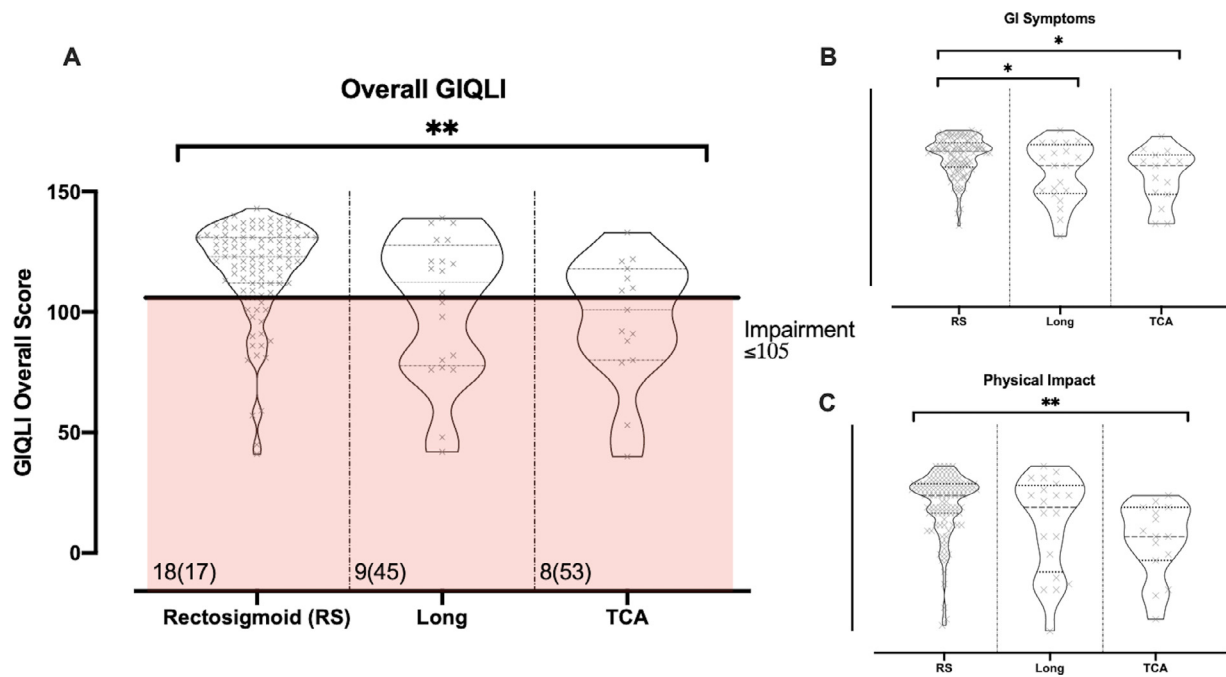 A
Overall GIQLI
**
GIQLI Overall Score
150
100
50
0
Impairment
≤105
18(17)
9(45)
8(53)
Rectosigmoid (RS)
Long
TCA
B
GI Symptoms
*
*
RS
Long
TCA
C
Physical Impact
**
RS
Long
TCA